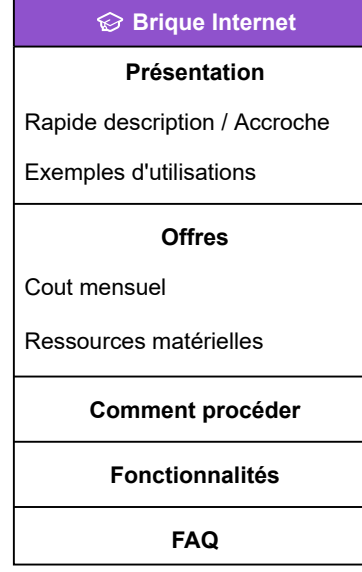 Brique Internet
Présentation
Rapide description / Accroche
Exemples d'utilisations
Offres
Cout mensuel
Ressources matérielles
Comment procéder
Fonctionnalités
FAQ